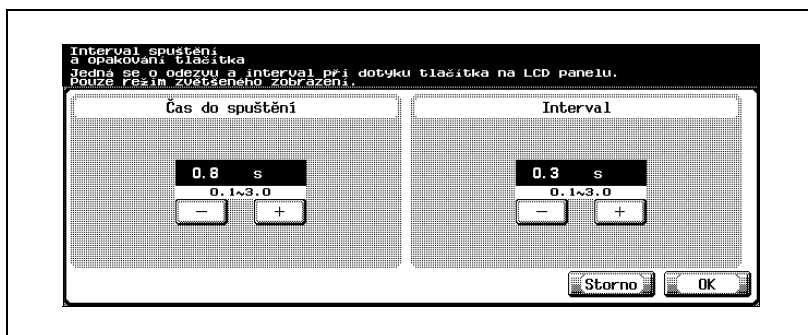 Interval spuštění
a opakování tlačítka
Jedná se o odezvu a interval při dotyku tlačítka na LCD panelu.
Pouze režim zvětšeného zobrazení.
Čas do spuštění
Interval
0.8 s
0.3 s
0.1~3.0
0.1~3.0
− +
− +
Storno
OK